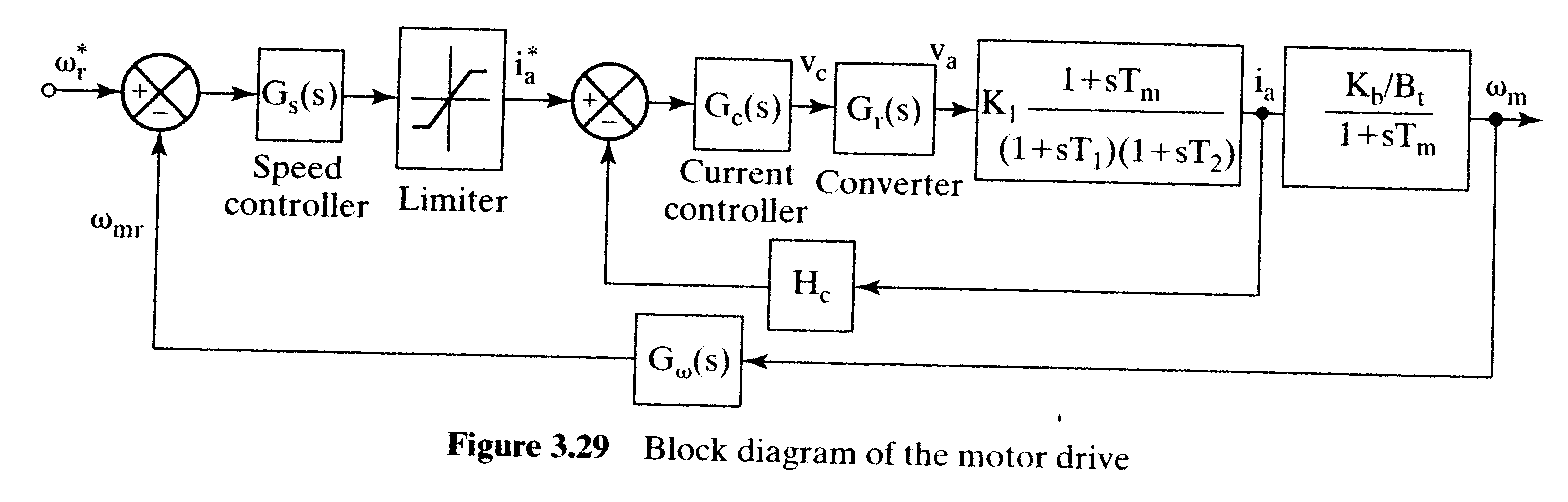 ω*r
+
−
Gs(s)
Speed
controller
Limiter
i*a
+
−
Gc(s)
Current
controller
vc
Gr(s)
Converter
va
K1 1+sTm
(1+sT1)(1+sT2)
ia
Kb/Bt
1+sTm
ωm
Hc
ωmr
Gω(s)
Figure 3.29 Block diagram of the motor drive